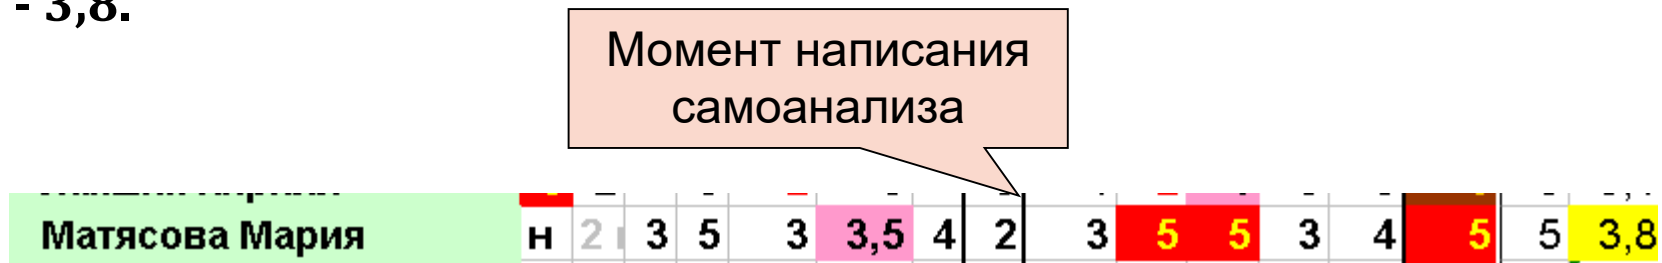 - 3,8.
Момент написания
самоанализа
Матясова Мария н 2 3 5 3 3,5 4 2 3 5 5 3 4 5 5 3,8